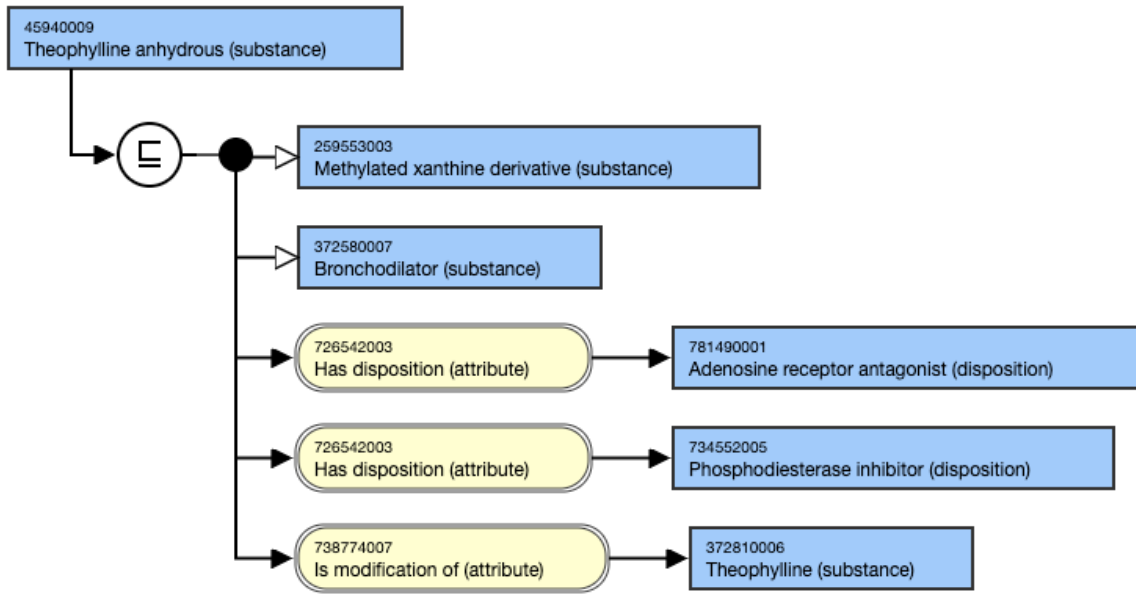 45940009
Theophylline anhydrous (substance)
⊑
259553003
Methylated xanthine derivative (substance)
372580007
Bronchodilator (substance)
726542003
Has disposition (attribute)
781490001
Adenosine receptor antagonist (disposition)
726542003
Has disposition (attribute)
734552005
Phosphodiesterase inhibitor (disposition)
738774007
Is modification of (attribute)
372810006
Theophylline (substance)